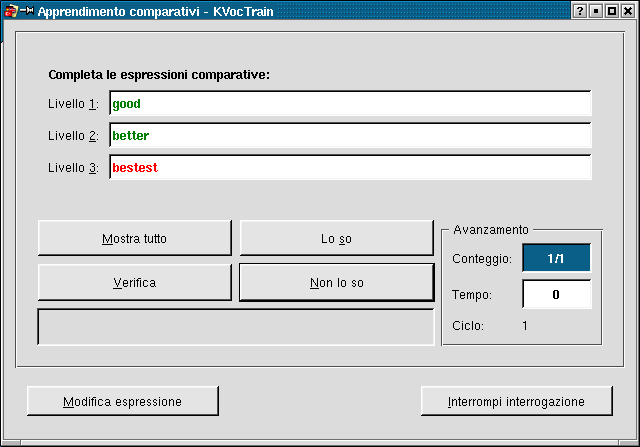 Apprendimento comparativi - KVocTrain
Completa le espressioni comparative:
Livello 1: good
Livello 2: better
Livello 3: bestest
Mostra tutto
Lo so
Verifica
Non lo so
Avanzamento
Conteggio: 1/1
Tempo: 0
Ciclo: 1
Modifica espressione
Interrompi interrogazione